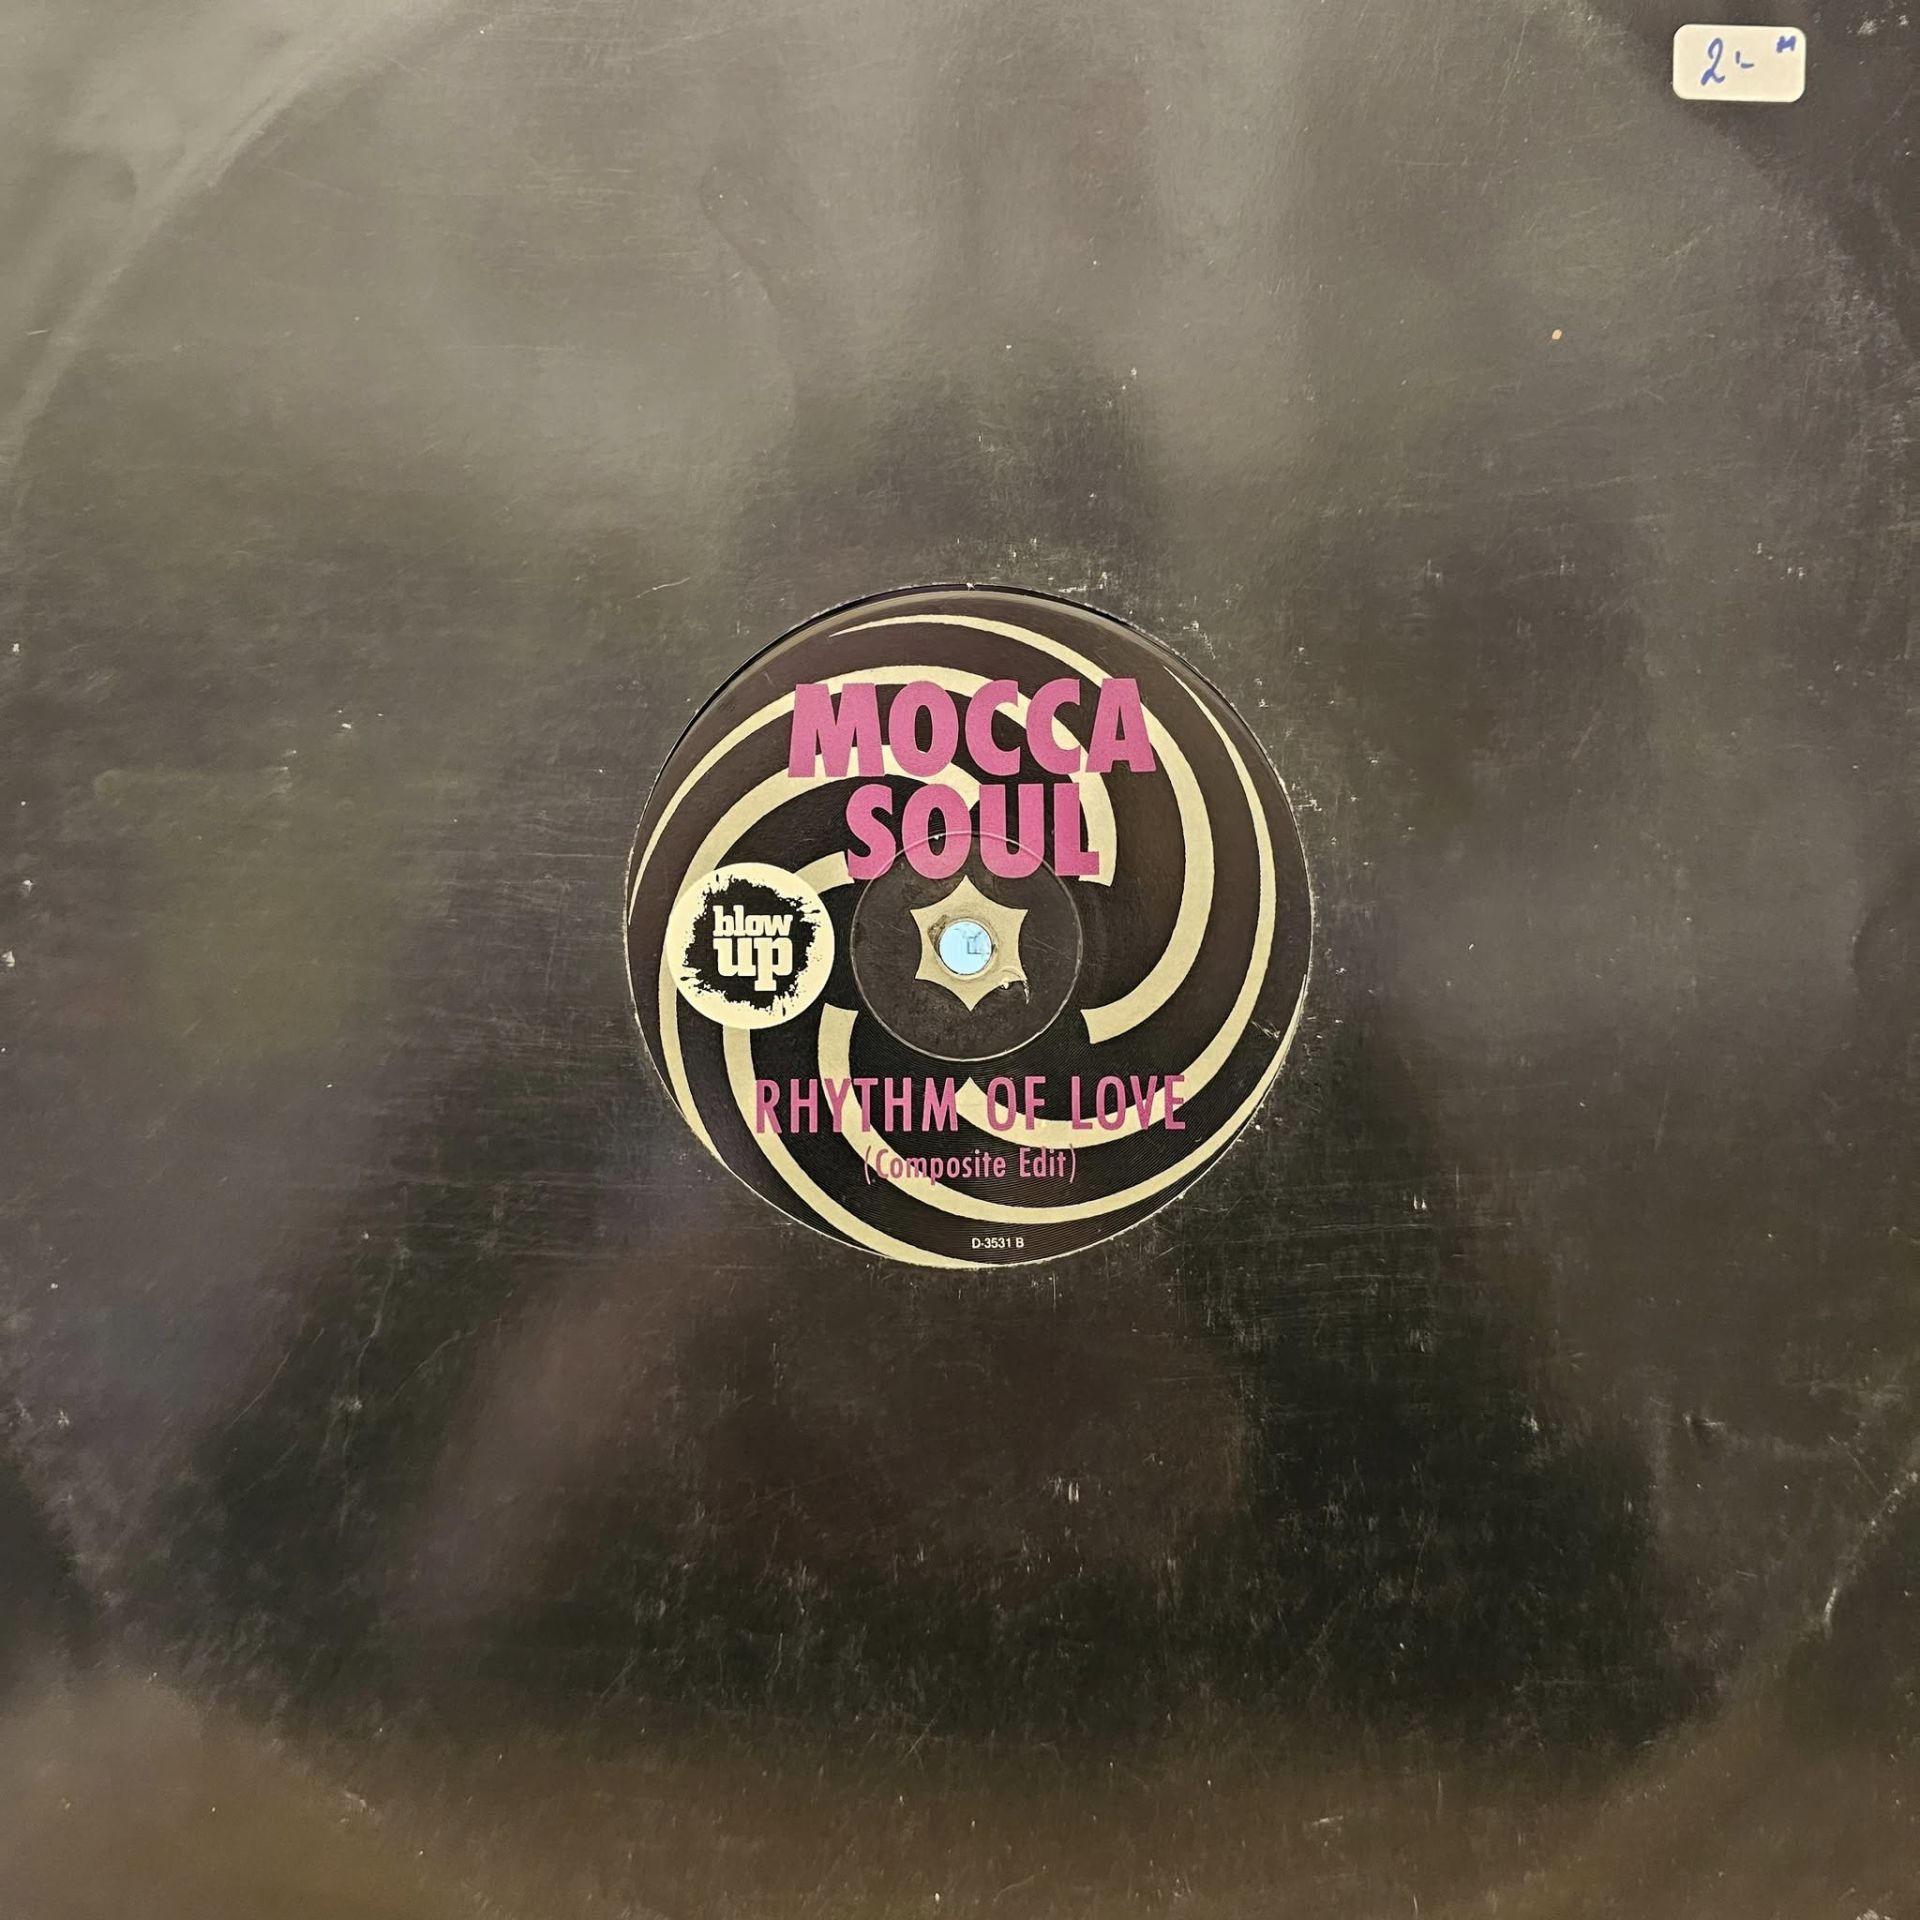 2,-
MOCCA
SOUL
blow
up
RHYTHM OF LOVE
(Composite Edit)
D-3531 B